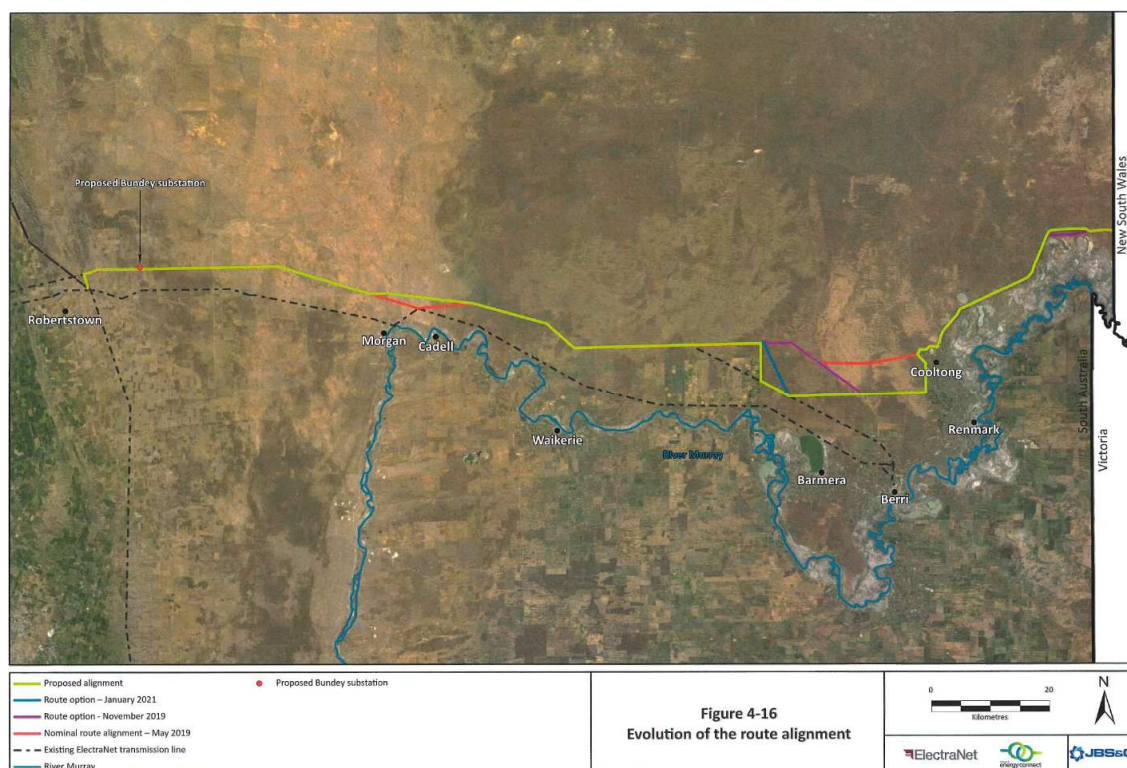 New South Wales
Proposed Bundey substation
Robertstown
Morgan
Cadell
Cooltong
South Australia
Victoria
Waikerie
River Murray
Renmark
Barmera
Berri
Proposed alignment
Proposed Bundey substation
Route option – January 2021
Route option - November 2019
Nominal route alignment – May 2019
Existing ElectraNet transmission line
River Murray
Figure 4-16
Evolution of the route alignment
0 20
Kilometres
N
ElectraNet
energyconnect
JBS&G